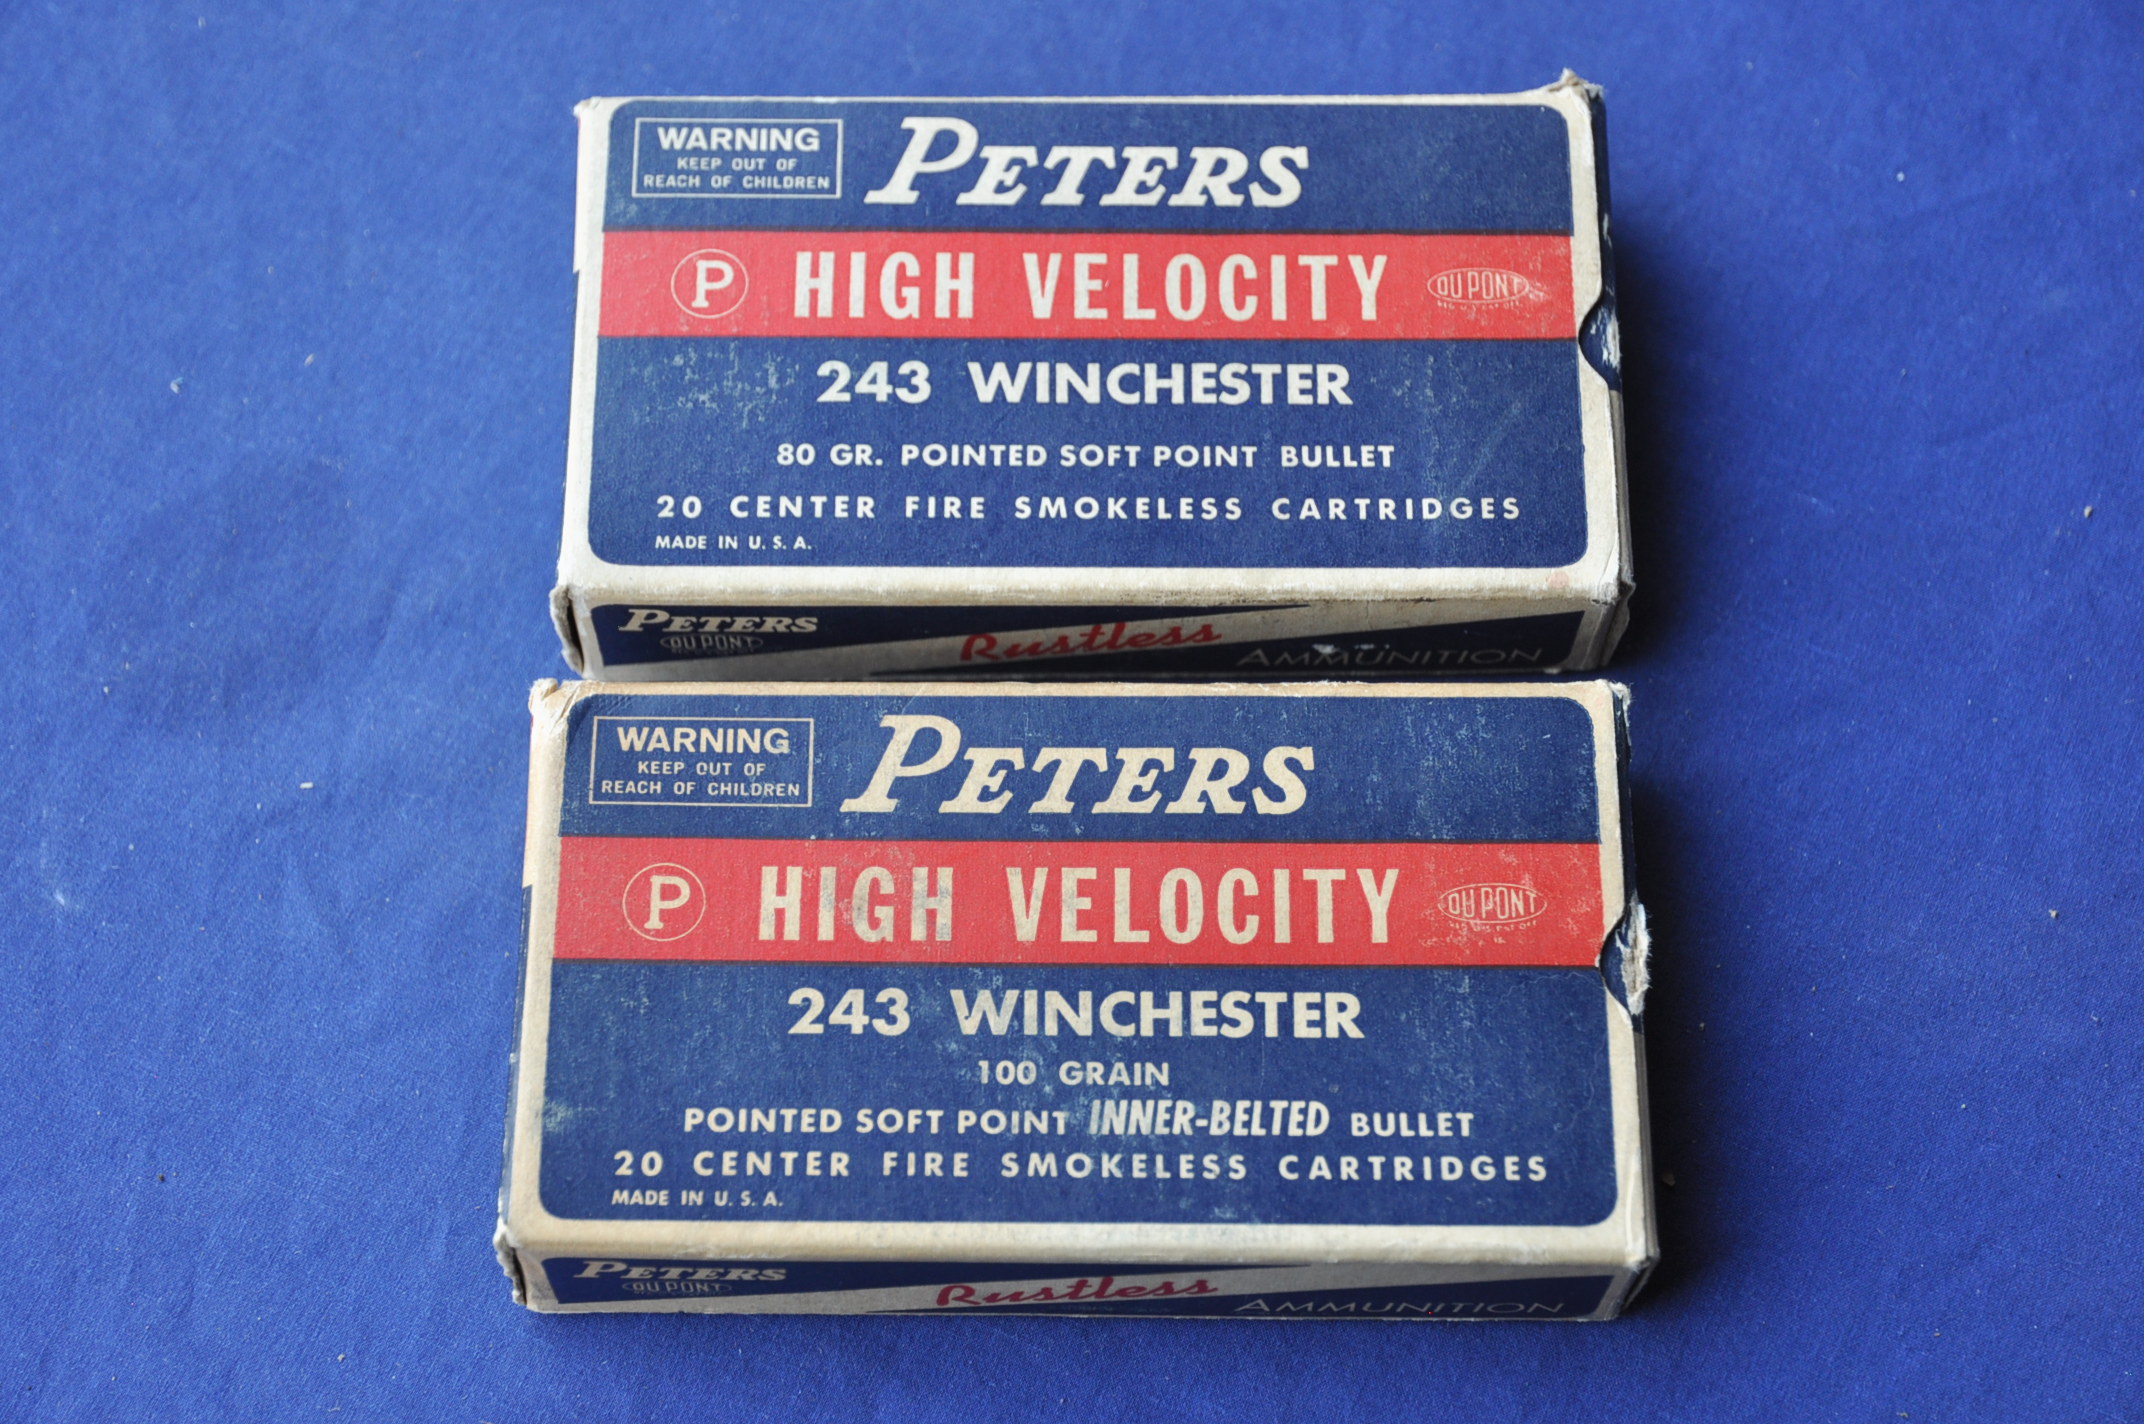 WARNING
KEEP OUT OF
REACH OF CHILDREN
PETERS
P HIGH VELOCITY DU PONT
243 WINCHESTER
80 GR. POINTED SOFT POINT BULLET
20 CENTER FIRE SMOKELESS CARTRIDGES
MADE IN U. S. A.
PETERS
DU PONT
Rustless
AMMUNITION
WARNING
KEEP OUT OF
REACH OF CHILDREN
PETERS
P HIGH VELOCITY DU PONT
243 WINCHESTER
100 GRAIN
POINTED SOFT POINT INNER-BELTED BULLET
20 CENTER FIRE SMOKELESS CARTRIDGES
MADE IN U. S. A.
PETERS
DU PONT
Rustless
AMMUNITION